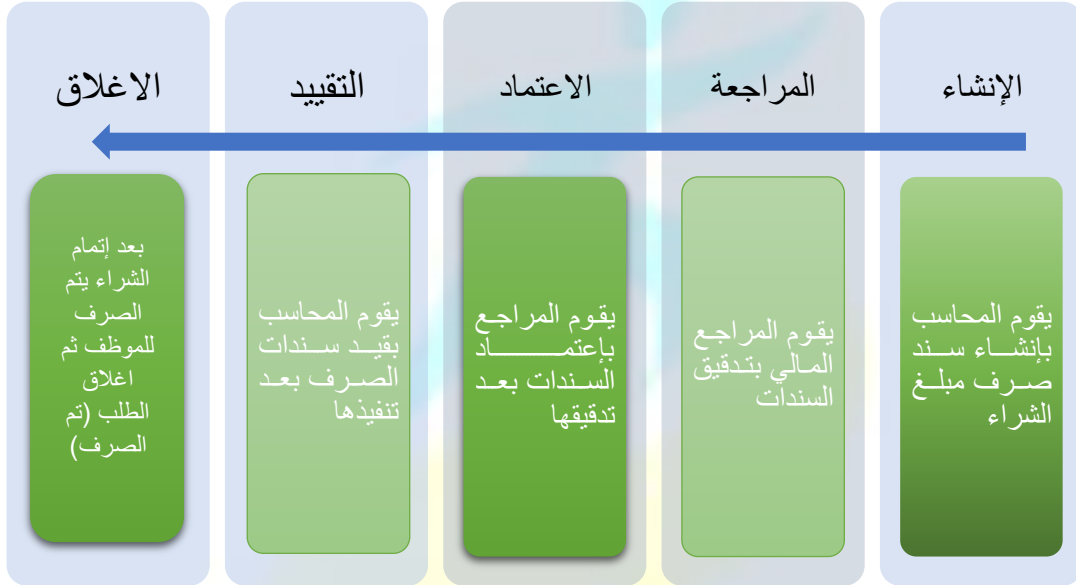 الإنشاء
المراجعة
الاعتماد
التقييد
الاغلاق
يقوم المحاسب
بإنشاء سند
صرف مبلغ
الشراء
يقوم المراجع
المالي بتدقيق
السندات
يقوم المراجع
بإعتماد
السندات بعد
تدقيقها
يقوم المحاسب
بقيد سندات
الصرف بعد
تنفيذها
بعد إتمام
الشراء يتم
الصرف
للموظف ثم
اغلاق
الطلب (تم
الصرف)